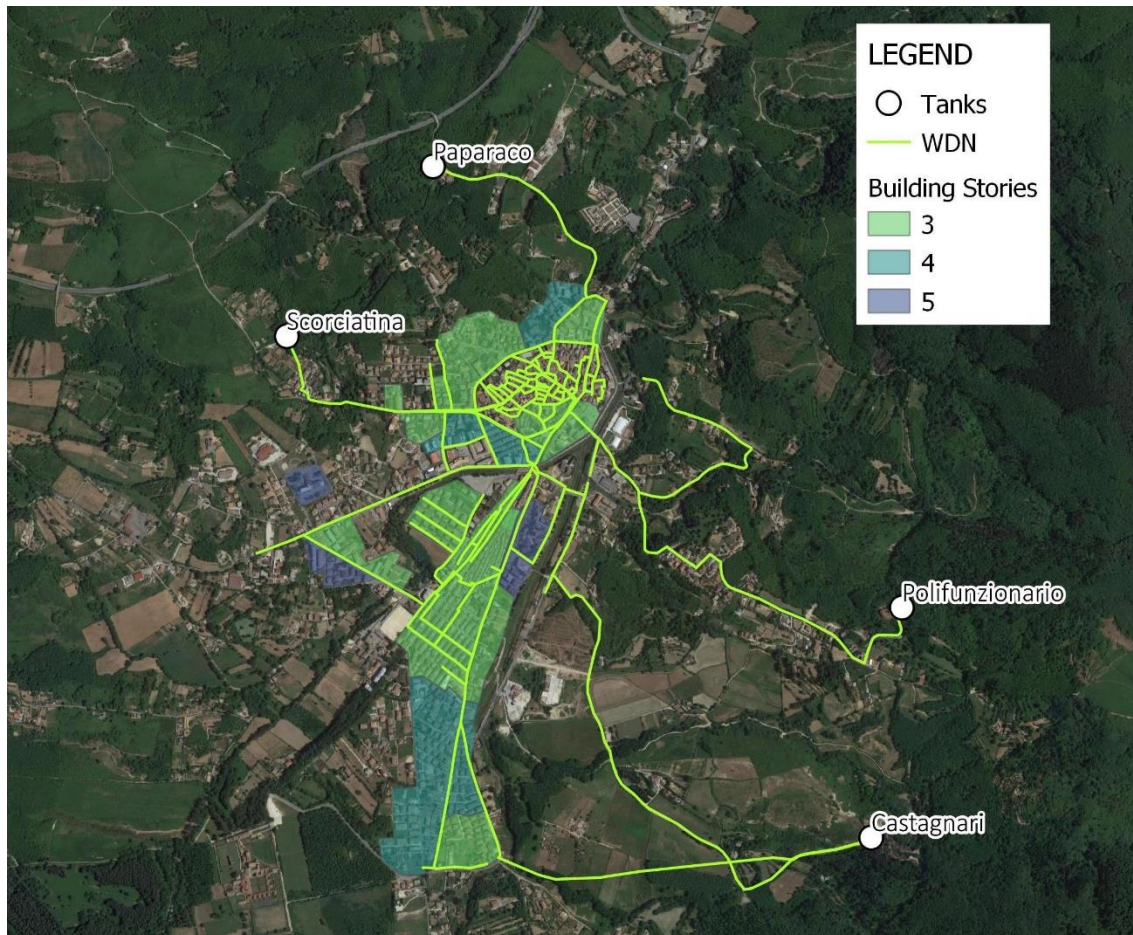 LEGEND
Tanks
WDN
Building Stories
3
4
5
Paparaco
Scorciatina
Polifunzionario
Castagnari